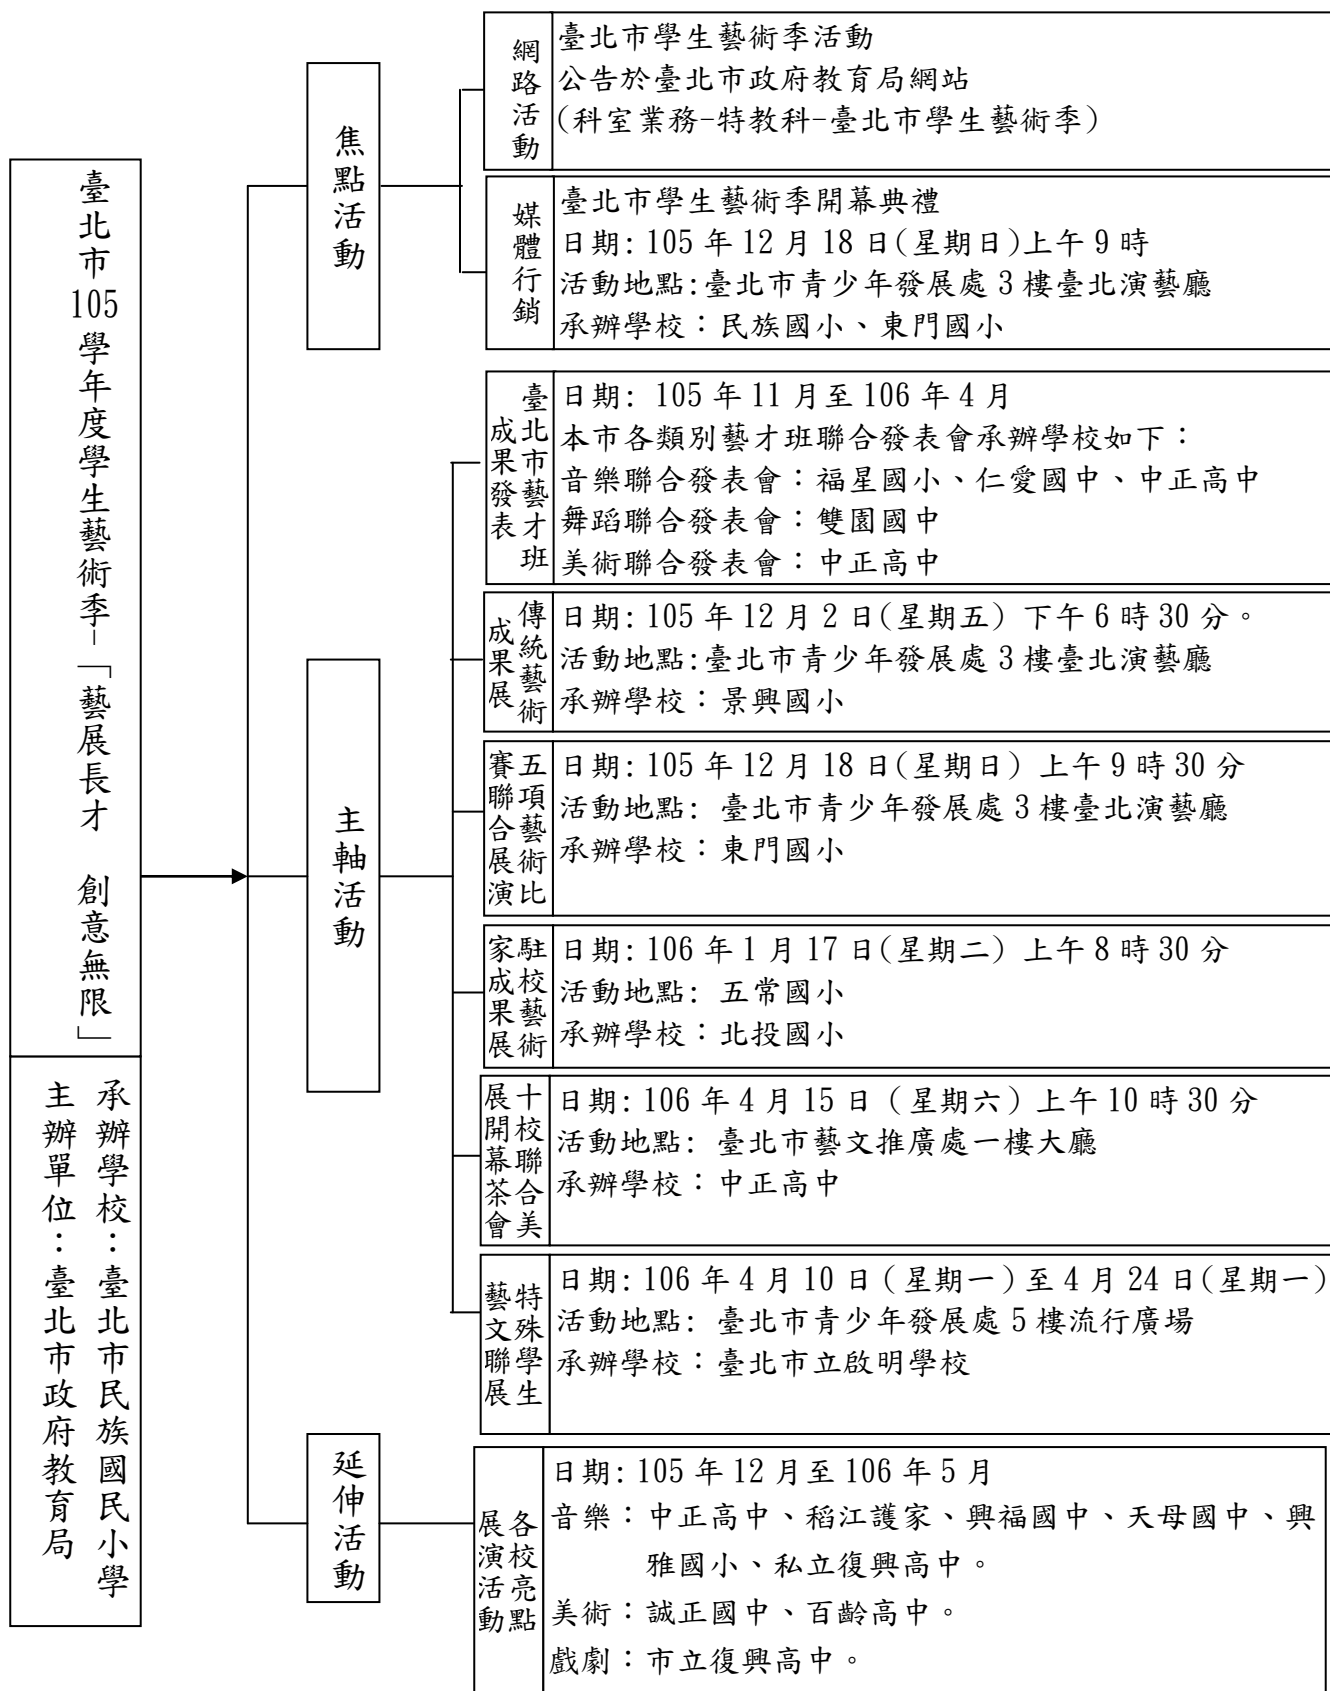 臺北市105學年度學生藝術季-「藝展長才　創意無限」
承辦學校：臺北市民族國民小學
主辦單位：臺北市政府教育局
焦點活動
網路活動
臺北市學生藝術季活動
公告於臺北市政府教育局網站
(科室業務-特教科-臺北市學生藝術季)
媒體行銷
臺北市學生藝術季開幕典禮
日期:105年12月18日(星期日)上午9時
活動地點:臺北市青少年發展處3樓臺北演藝廳
承辦學校：民族國小、東門國小
主軸活動
臺北市藝才班
成果發表
日期: 105年11月至106年4月
本市各類別藝才班聯合發表會承辦學校如下：
音樂聯合發表會：福星國小、仁愛國中、中正高中
舞蹈聯合發表會：雙園國中
美術聯合發表會：中正高中
傳統藝術
成果展
日期:105年12月2日(星期五) 下午6時30分。
活動地點:臺北市青少年發展處3樓臺北演藝廳
承辦學校：景興國小
五項藝術比
賽聯合展演
日期:105年12月18日(星期日) 上午9時30分
活動地點: 臺北市青少年發展處3樓臺北演藝廳
承辦學校：東門國小
駐校藝術
家成果展
日期:106年1月17日(星期二) 上午8時30分
活動地點: 五常國小
承辦學校：北投國小
十校聯合美
展開幕茶會
日期:106年4月15日（星期六）上午10時30分
活動地點: 臺北市藝文推廣處一樓大廳
承辦學校：中正高中
特殊學生
藝文聯展
日期:106年4月10日（星期一）至4月24日(星期一)
活動地點: 臺北市青少年發展處5樓流行廣場
承辦學校：臺北市立啟明學校
延伸活動
各校亮點
展演活動
日期:105年12月至106年5月
音樂：中正高中、稻江護家、興福國中、天母國中、興
雅國小、私立復興高中。
美術：誠正國中、百齡高中。
戲劇：市立復興高中。